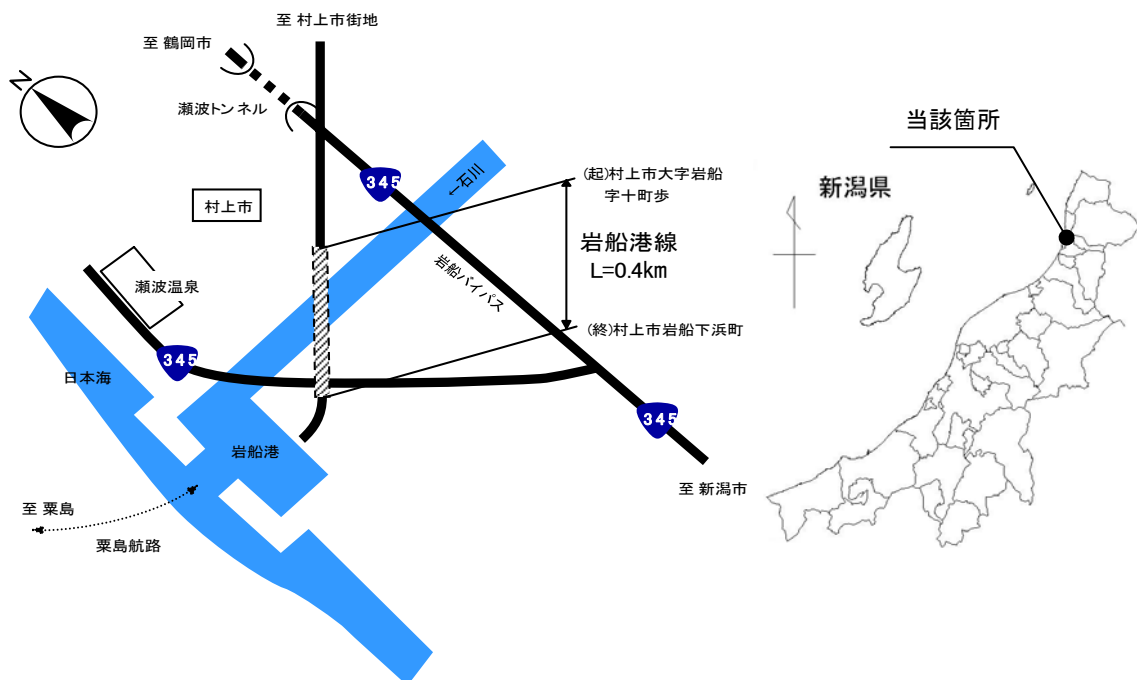 至 村上市街地
至 鶴岡市
N
瀬波トンネル
345
←石川
(起)村上市大字岩船
字十町歩
村上市
岩船港線
L=0.4km
岩船バイパス
瀬波温泉
(終)村上市岩船下浜町
345
日本海
345
岩船港
至 新潟市
至 粟島
粟島航路
当該箇所
新潟県